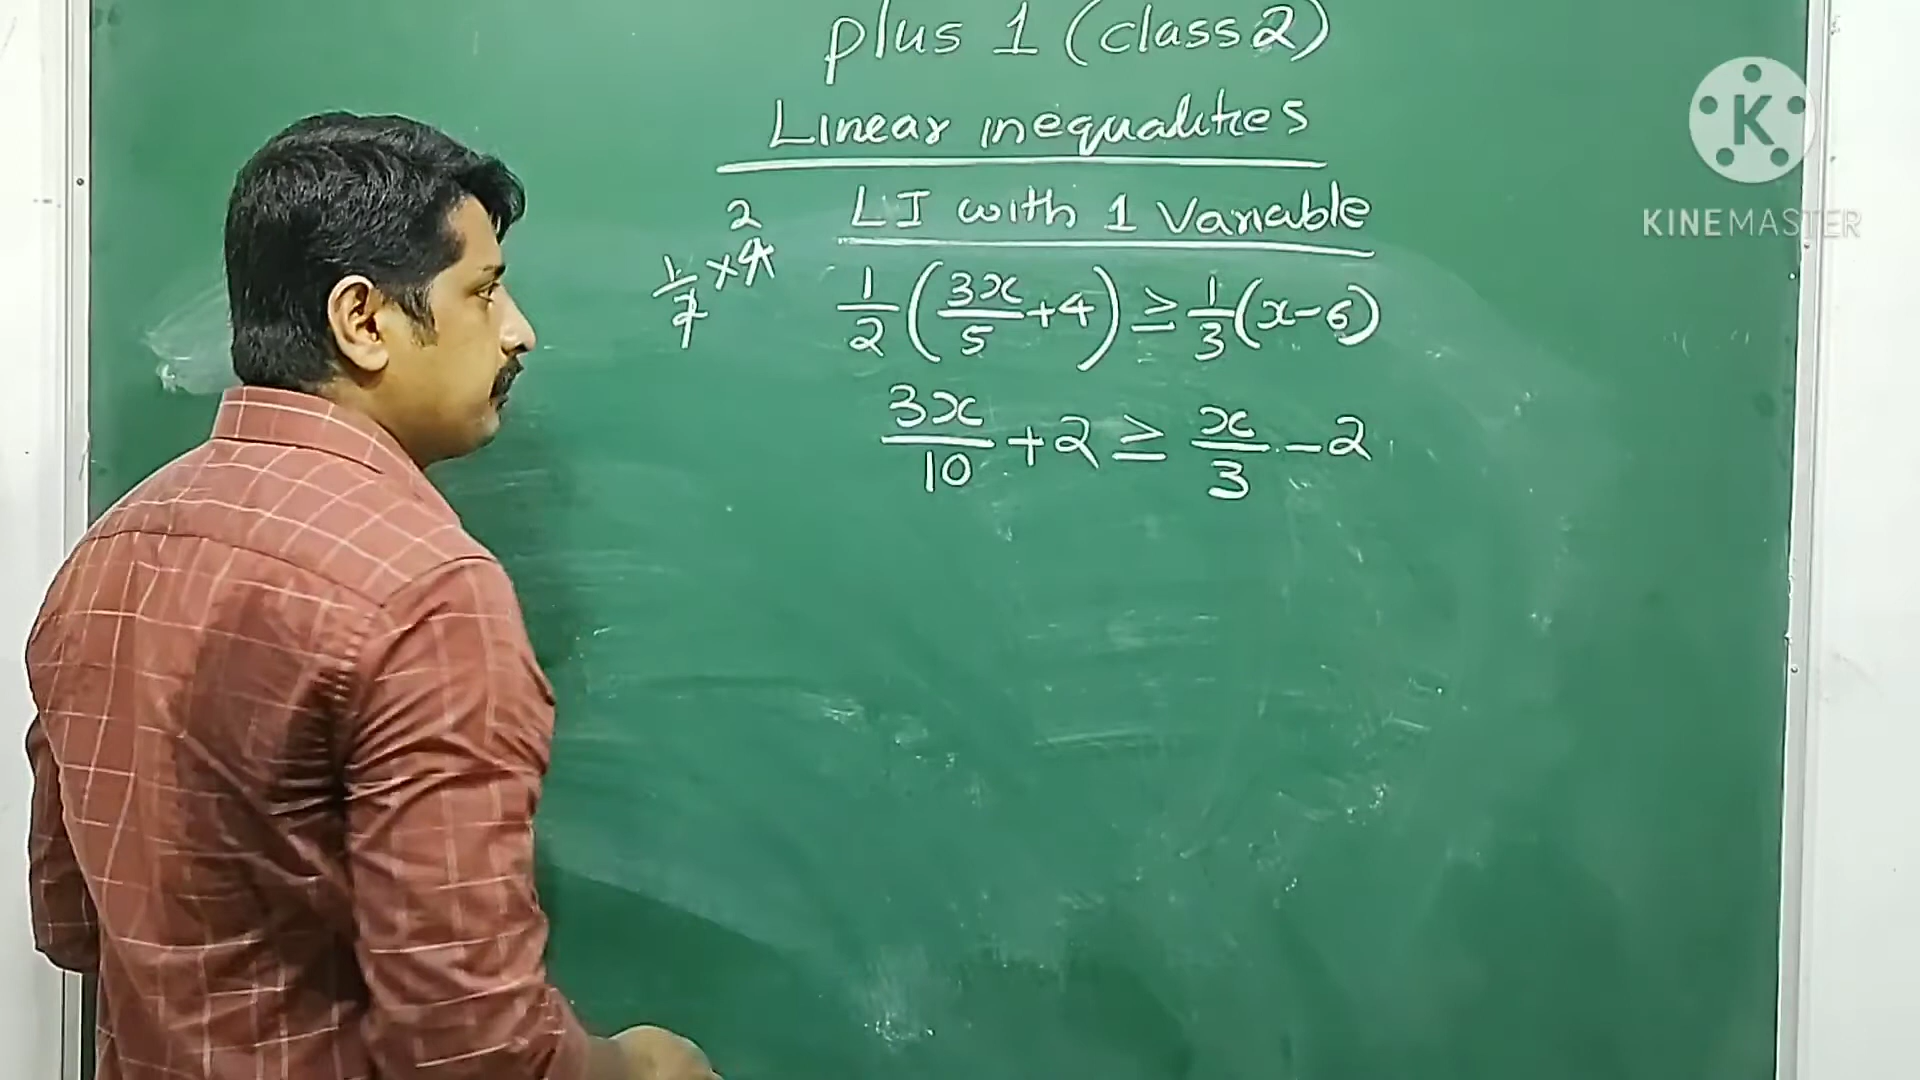 plus 1 (class 2)
Linear inequalities
LI with 1 Variable
2
1/2 × 4
1/2 (3x/5 + 4) ≥ 1/3 (x - 6)
3x/10 + 2 ≥ x/3 - 2
K
KINEMASTER